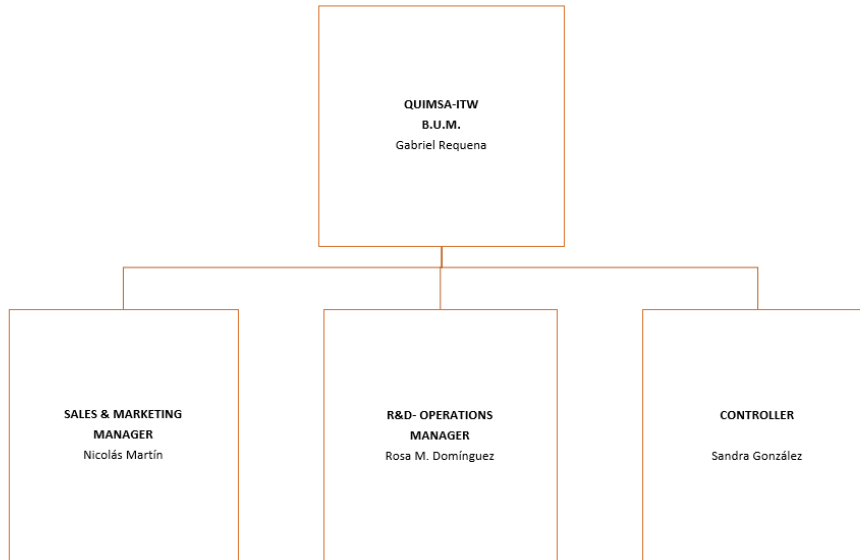 QUIMSA-ITW
B.U.M.
Gabriel Requena
SALES & MARKETING
MANAGER
Nicolás Martín
R&D- OPERATIONS
MANAGER
Rosa M. Domínguez
CONTROLLER
Sandra González